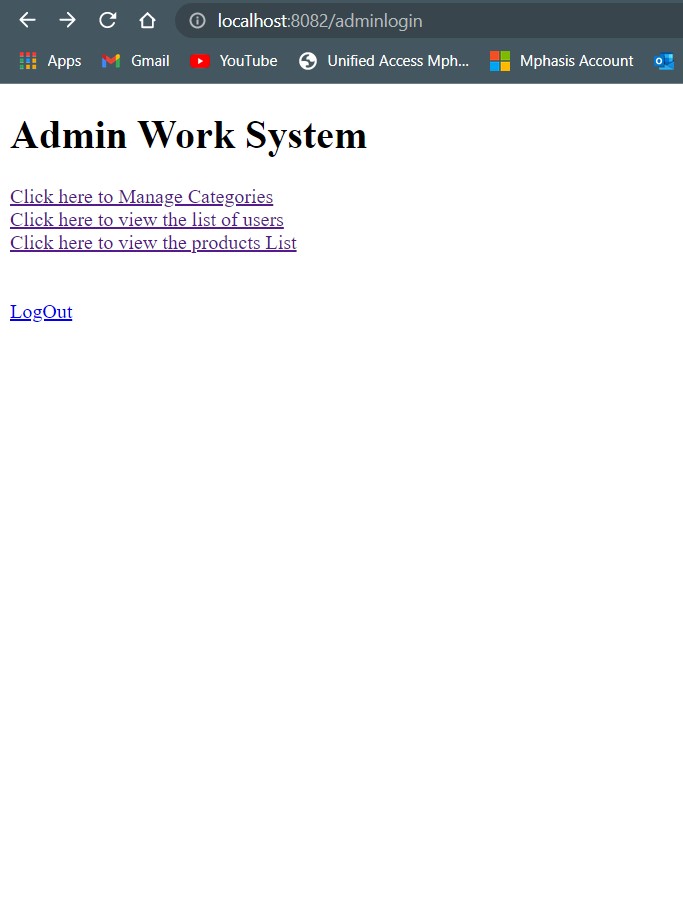 localhost:8082/adminlogin
Apps Gmail YouTube Unified Access Mph... Mphasis Account
Admin Work System
Click here to Manage Categories
Click here to view the list of users
Click here to view the products List
LogOut